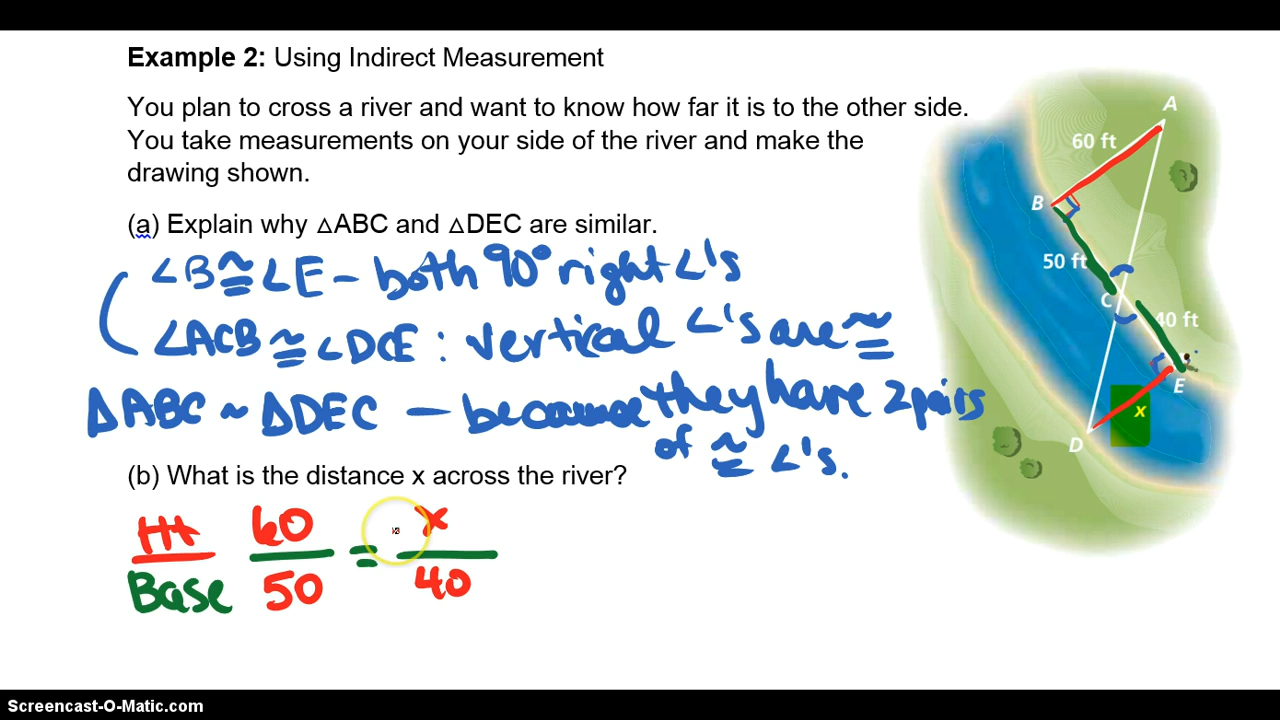 Example 2: Using Indirect Measurement
You plan to cross a river and want to know how far it is to the other side.
You take measurements on your side of the river and make the
drawing shown.
(a) Explain why △ABC and △DEC are similar.
∠B ≅ ∠E – both 90° right ∠'s
∠ACB ≅ ∠DCE : vertical ∠'s are ≅
△ABC ~ △DEC – because they have 2 pairs
of ≅ ∠'s.
(b) What is the distance x across the river?
Ht 60 = x
Base 50 40
A
60 ft
B
50 ft
C
40 ft
E
x
D
Screencast-O-Matic.com